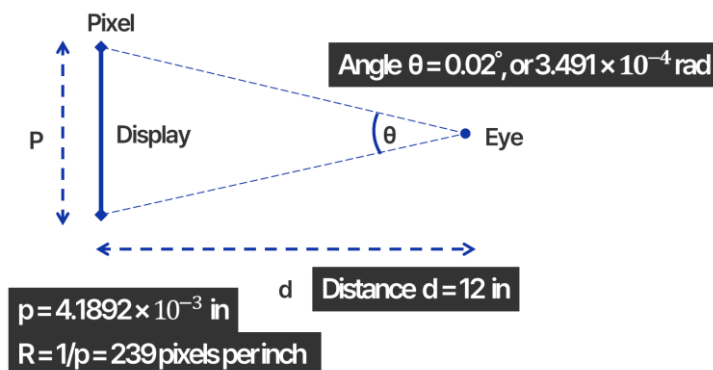 Pixel
Angle θ = 0.02°, or 3.491 × 10⁻⁴ rad
P
Display
θ
Eye
d
Distance d = 12 in
p = 4.1892 × 10⁻³ in
R = 1/p = 239 pixels per inch